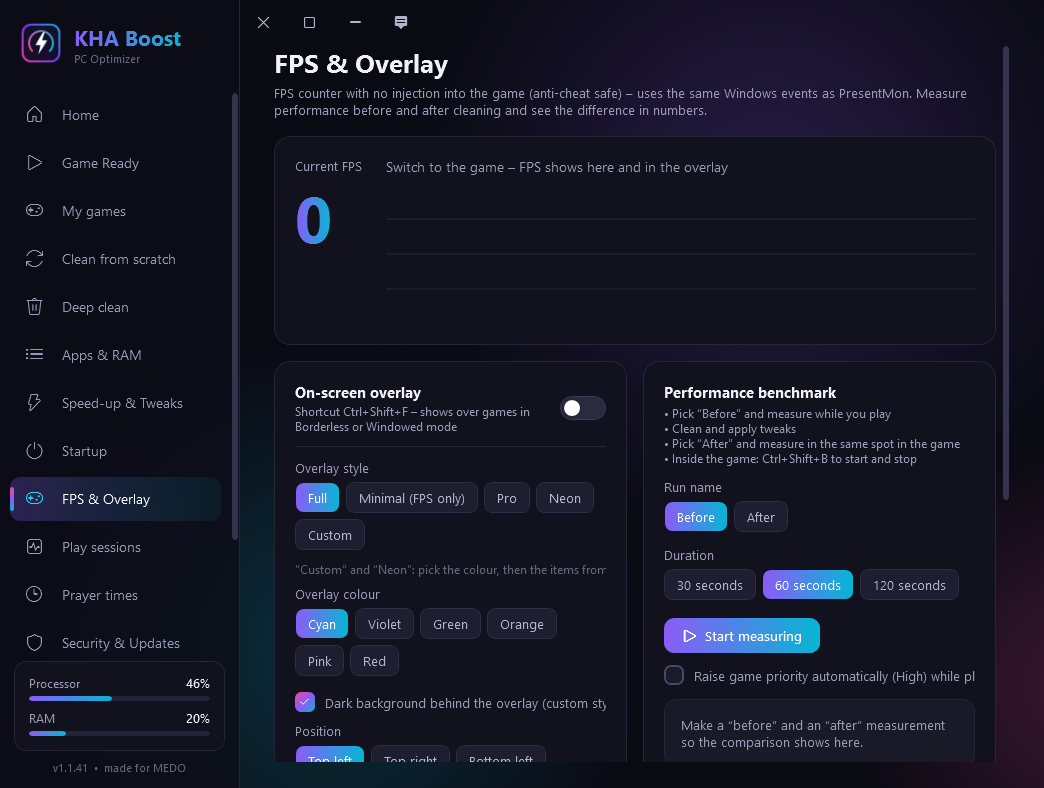 KHA Boost
PC Optimizer
Home
Game Ready
My games
Clean from scratch
Deep clean
Apps & RAM
Speed-up & Tweaks
Startup
FPS & Overlay
Play sessions
Prayer times
Security & Updates
Processor 46%
RAM 20%
v1.1.41 • made for MEDO
FPS & Overlay
FPS counter with no injection into the game (anti-cheat safe) – uses the same Windows events as PresentMon. Measure
performance before and after cleaning and see the difference in numbers.
Current FPS
0
Switch to the game – FPS shows here and in the overlay
On-screen overlay
Shortcut Ctrl+Shift+F – shows over games in
Borderless or Windowed mode
Overlay style
Full Minimal (FPS only) Pro Neon
Custom
"Custom" and "Neon": pick the colour, then the items from
Overlay colour
Cyan Violet Green Orange
Pink Red
Dark background behind the overlay (custom sty
Position
Top left Top right Bottom left
Performance benchmark
• Pick "Before" and measure while you play
• Clean and apply tweaks
• Pick "After" and measure in the same spot in the game
• Inside the game: Ctrl+Shift+B to start and stop
Run name
Before After
Duration
30 seconds 60 seconds 120 seconds
Start measuring
Raise game priority automatically (High) while pl
Make a "before" and an "after" measurement
so the comparison shows here.